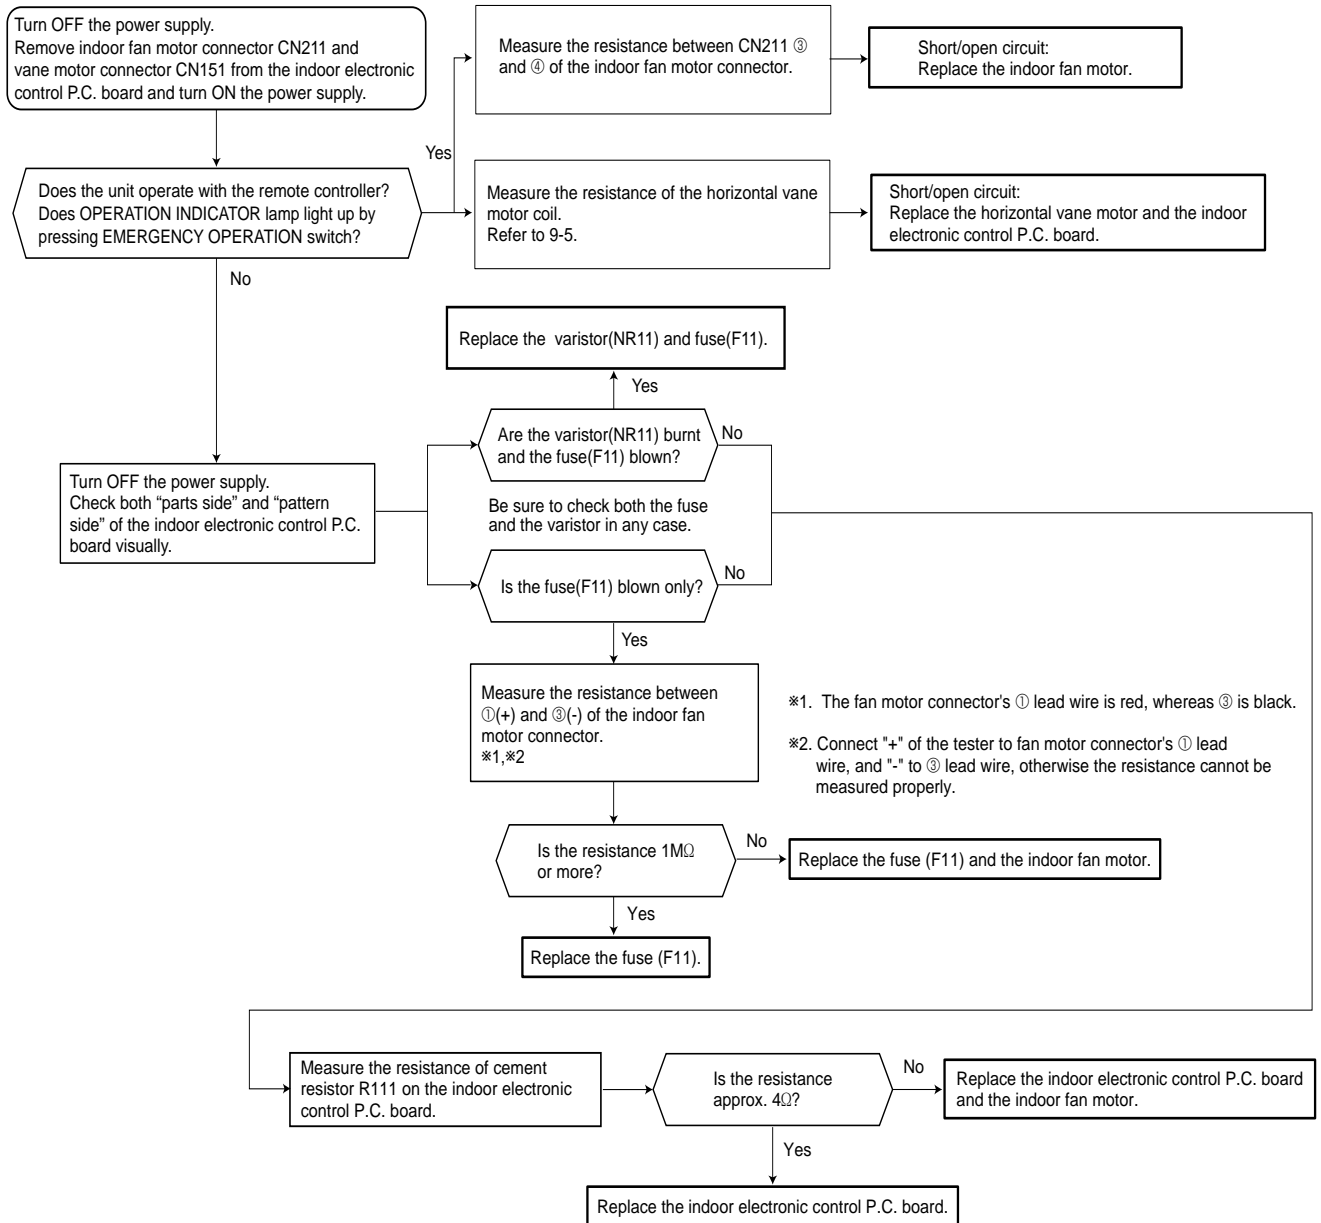 Turn OFF the power supply.
Remove indoor fan motor connector CN211 and
vane motor connector CN151 from the indoor electronic
control P.C. board and turn ON the power supply.
Measure the resistance between CN211 ③
and ④ of the indoor fan motor connector.
Short/open circuit:
Replace the indoor fan motor.
Yes
Does the unit operate with the remote controller?
Does OPERATION INDICATOR lamp light up by
pressing EMERGENCY OPERATION switch?
Measure the resistance of the horizontal vane
motor coil.
Refer to 9-5.
Short/open circuit:
Replace the horizontal vane motor and the indoor
electronic control P.C. board.
No
Replace the varistor(NR11) and fuse(F11).
Yes
Are the varistor(NR11) burnt
and the fuse(F11) blown?
No
Turn OFF the power supply.
Check both “parts side” and “pattern
side” of the indoor electronic control P.C.
board visually.
Be sure to check both the fuse
and the varistor in any case.
Is the fuse(F11) blown only?
No
Yes
Measure the resistance between
①(+) and ③(-) of the indoor fan
motor connector.
※1,※2
※1. The fan motor connector's ① lead wire is red, whereas ③ is black.
※2. Connect "+" of the tester to fan motor connector's ① lead
wire, and "-" to ③ lead wire, otherwise the resistance cannot be
measured properly.
Is the resistance 1MΩ
or more?
No
Replace the fuse (F11) and the indoor fan motor.
Yes
Replace the fuse (F11).
Measure the resistance of cement
resistor R111 on the indoor electronic
control P.C. board.
Is the resistance
approx. 4Ω?
No
Replace the indoor electronic control P.C. board
and the indoor fan motor.
Yes
Replace the indoor electronic control P.C. board.